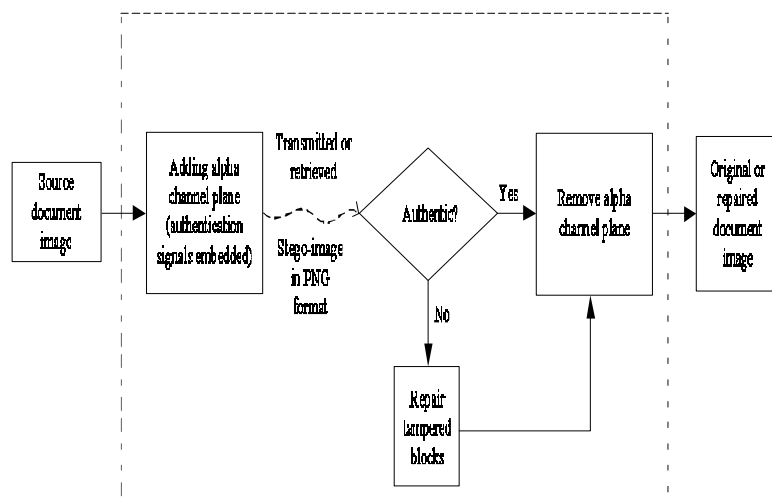 Source
document
image
Adding alpha
channel plane
(authentication
signals embedded)
Transmitted or
retrieved
Stego-image
in PNG
format
Authentic?
Yes
No
Repair
tampered
blocks
Remove alpha
channel plane
Original or
repaired
document
image